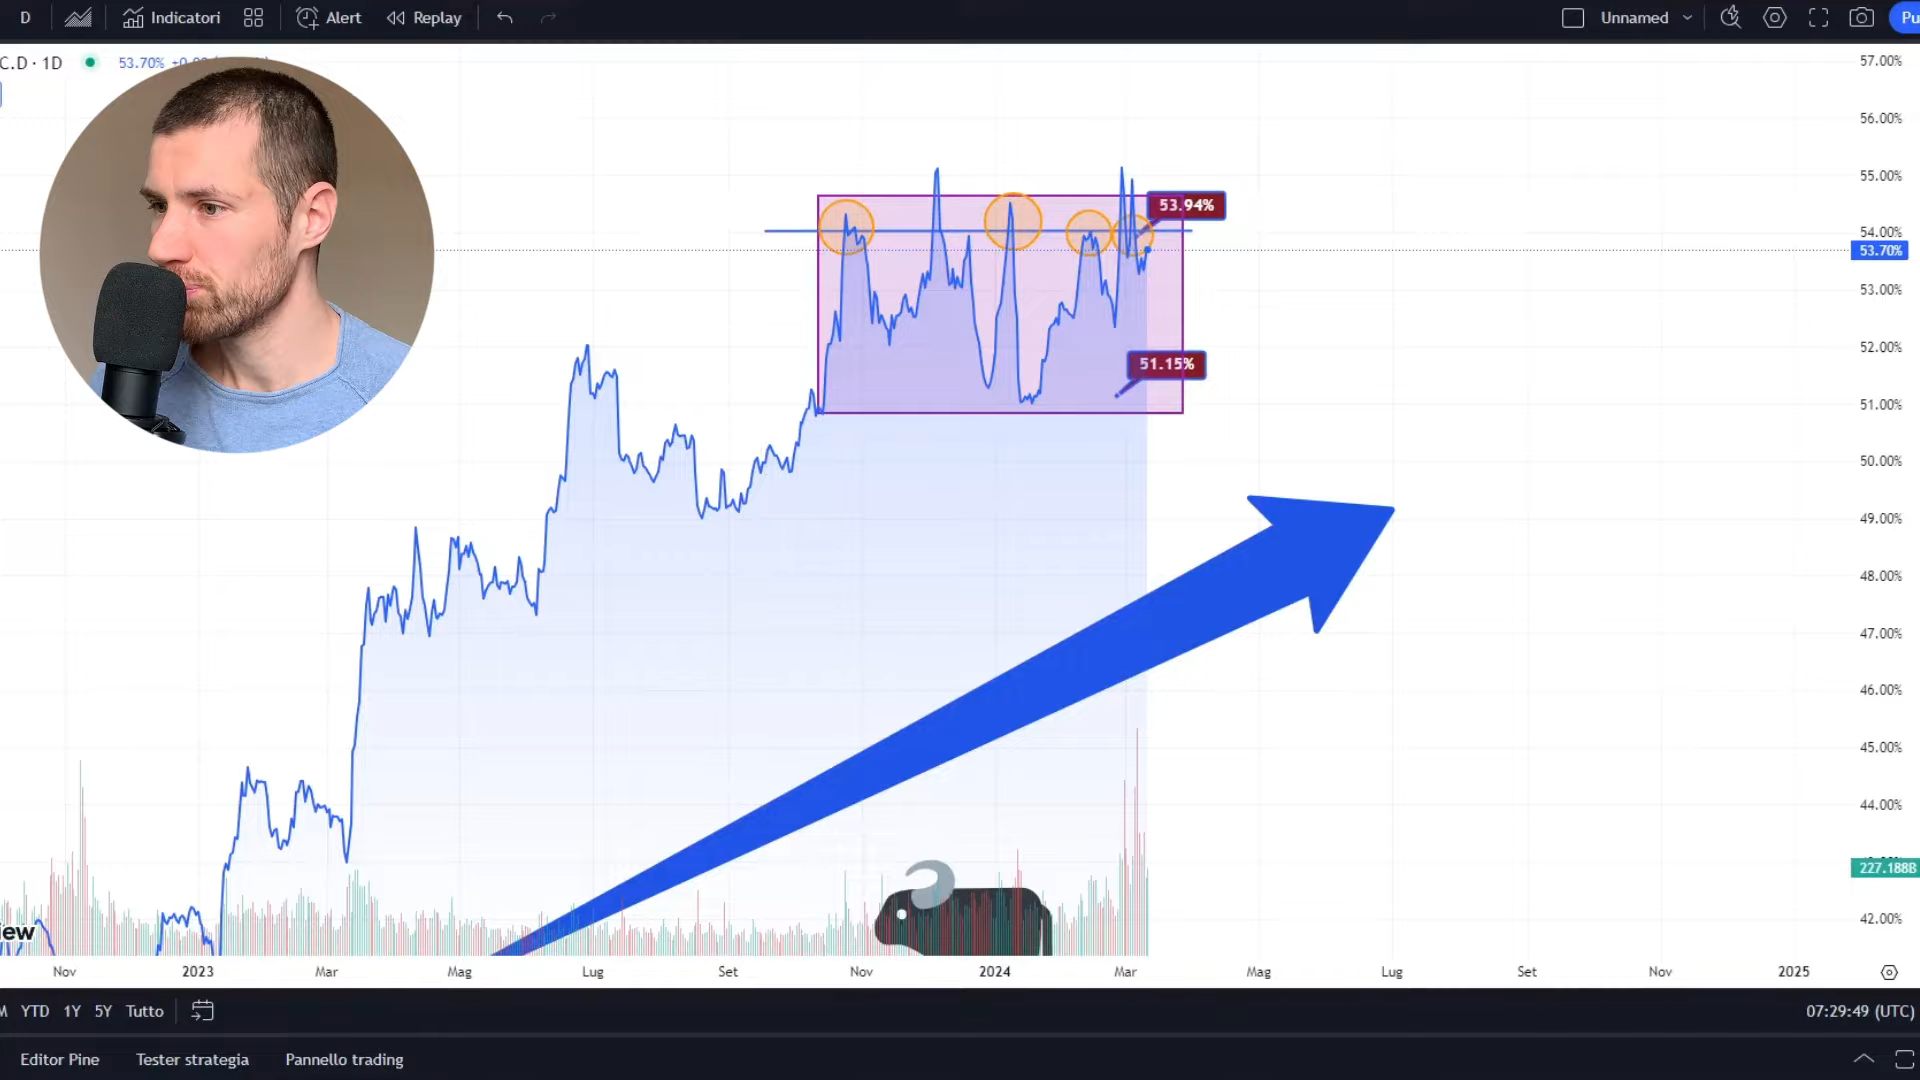 D Indicatori Alert Replay Unnamed Pu
C.D · 1D 53.70%
57.00%
56.00%
55.00%
53.94%
54.00%
53.70%
53.00%
52.00%
51.15%
51.00%
50.00%
49.00%
48.00%
47.00%
46.00%
45.00%
44.00%
227.188B
42.00%
iew
Nov 2023 Mar Mag Lug Set Nov 2024 Mar Mag Lug Set Nov 2025
M YTD 1Y 5Y Tutto 07:29:49 (UTC)
Editor Pine Tester strategia Pannello trading